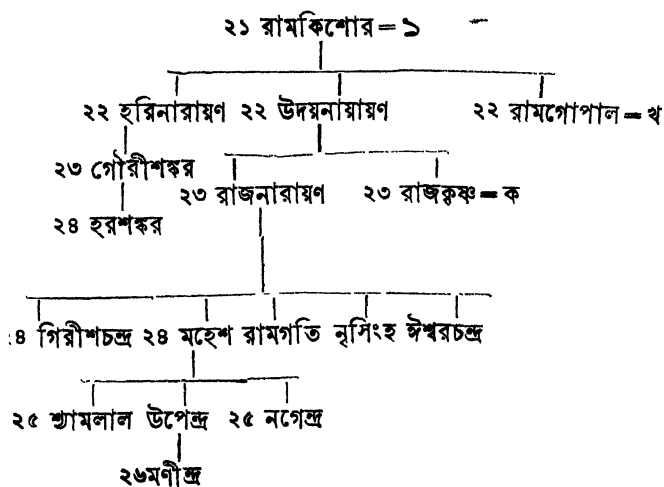 ২১ রামকিশোর = ১
২২ হরিনারায়ণ ২২ উদয়নারায়ণ ২২ রামগোপাল = খ
২৩ গৌরীশঙ্কর
২৩ রাজনারায়ণ ২৩ রাজকৃষ্ণ = ক
২৪ হরশঙ্কর
২৪ গিরীশচন্দ্র ২৪ মহেশ রামগতি নৃসিংহ ঈশ্বরচন্দ্র
২৫ শ্যামলাল উপেন্দ্র ২৫ নগেন্দ্র
২৬মণীন্দ্র